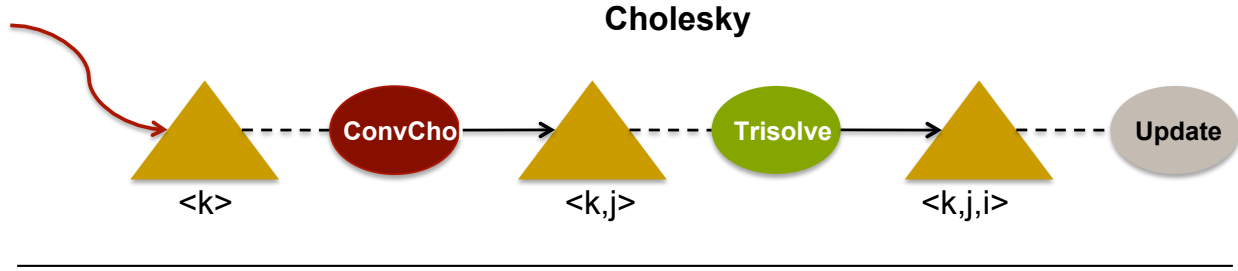 Cholesky
ConvCho
Trisolve
Update
<k>
<k,j>
<k,j,i>